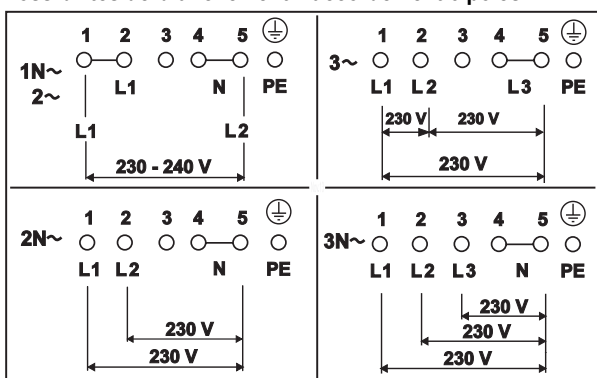 1 2 3 4 5
1N~
2~
L1 N PE
L1 L2
230 - 240 V
1 2 3 4 5
3~
L1 L2 L3 PE
230 V 230 V
230 V
1 2 3 4 5
2N~
L1 L2 N PE
230 V
230 V
1 2 3 4 5
3N~
L1 L2 L3 N PE
230 V
230 V
230 V